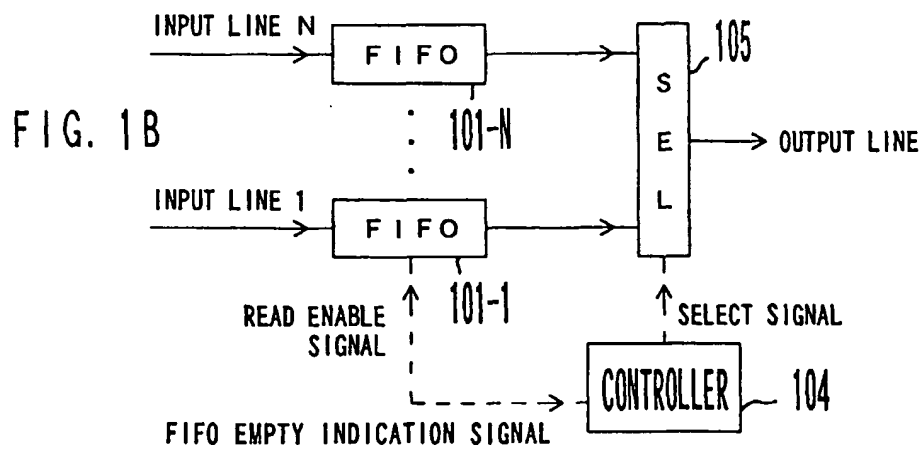 INPUT LINE N
FIFO
101-N
105
SEL
OUTPUT LINE
FIG. 1B
INPUT LINE 1
FIFO
101-1
READ ENABLE
SIGNAL
SELECT SIGNAL
CONTROLLER
104
FIFO EMPTY INDICATION SIGNAL